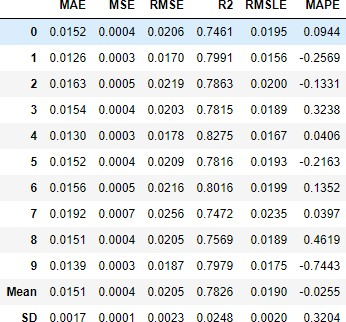 MAE MSE RMSE R2 RMSLE MAPE
0 0.0152 0.0004 0.0206 0.7461 0.0195 0.0944
1 0.0126 0.0003 0.0170 0.7991 0.0156 -0.2569
2 0.0163 0.0005 0.0219 0.7863 0.0200 -0.1331
3 0.0154 0.0004 0.0203 0.7815 0.0189 0.3238
4 0.0130 0.0003 0.0178 0.8275 0.0167 0.0406
5 0.0152 0.0004 0.0209 0.7816 0.0193 -0.2163
6 0.0156 0.0005 0.0216 0.8016 0.0199 0.1352
7 0.0192 0.0007 0.0256 0.7472 0.0235 0.0397
8 0.0151 0.0004 0.0205 0.7569 0.0189 0.4619
9 0.0139 0.0003 0.0187 0.7979 0.0175 -0.7443
Mean 0.0151 0.0004 0.0205 0.7826 0.0190 -0.0255
SD 0.0017 0.0001 0.0023 0.0248 0.0020 0.3204